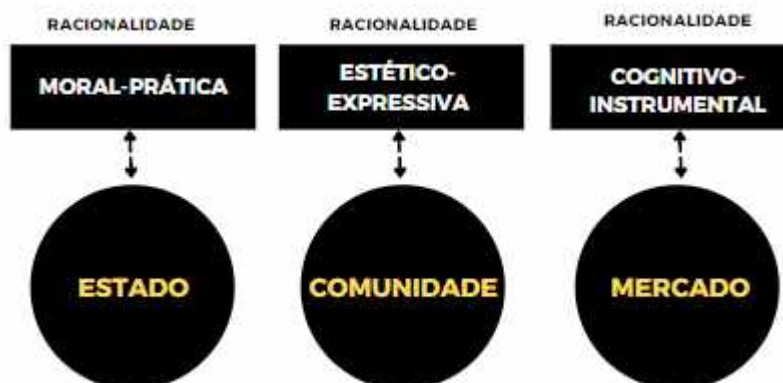 RACIONALIDADE
MORAL-PRÁTICA
ESTADO
RACIONALIDADE
ESTÉTICO-
EXPRESSIVA
COMUNIDADE
RACIONALIDADE
COGNITIVO-
INSTRUMENTAL
MERCADO